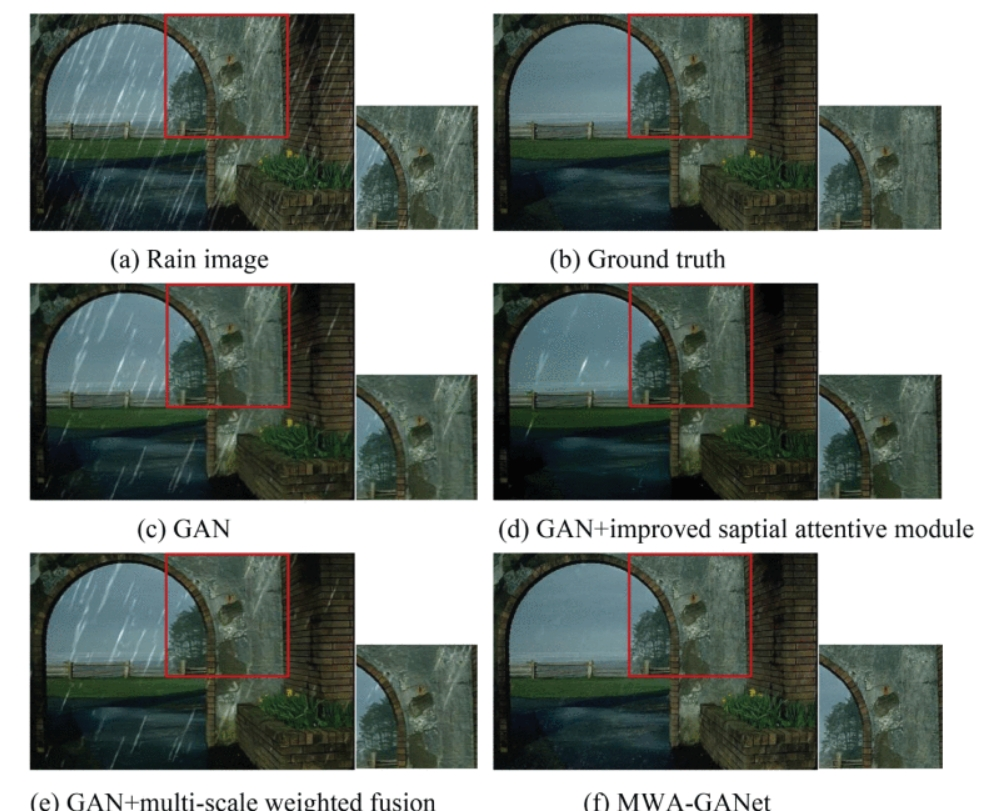 (a) Rain image
(b) Ground truth
(c) GAN
(d) GAN+improved saptial attentive module
(e) GAN+multi-scale weighted fusion
(f) MWA-GANet